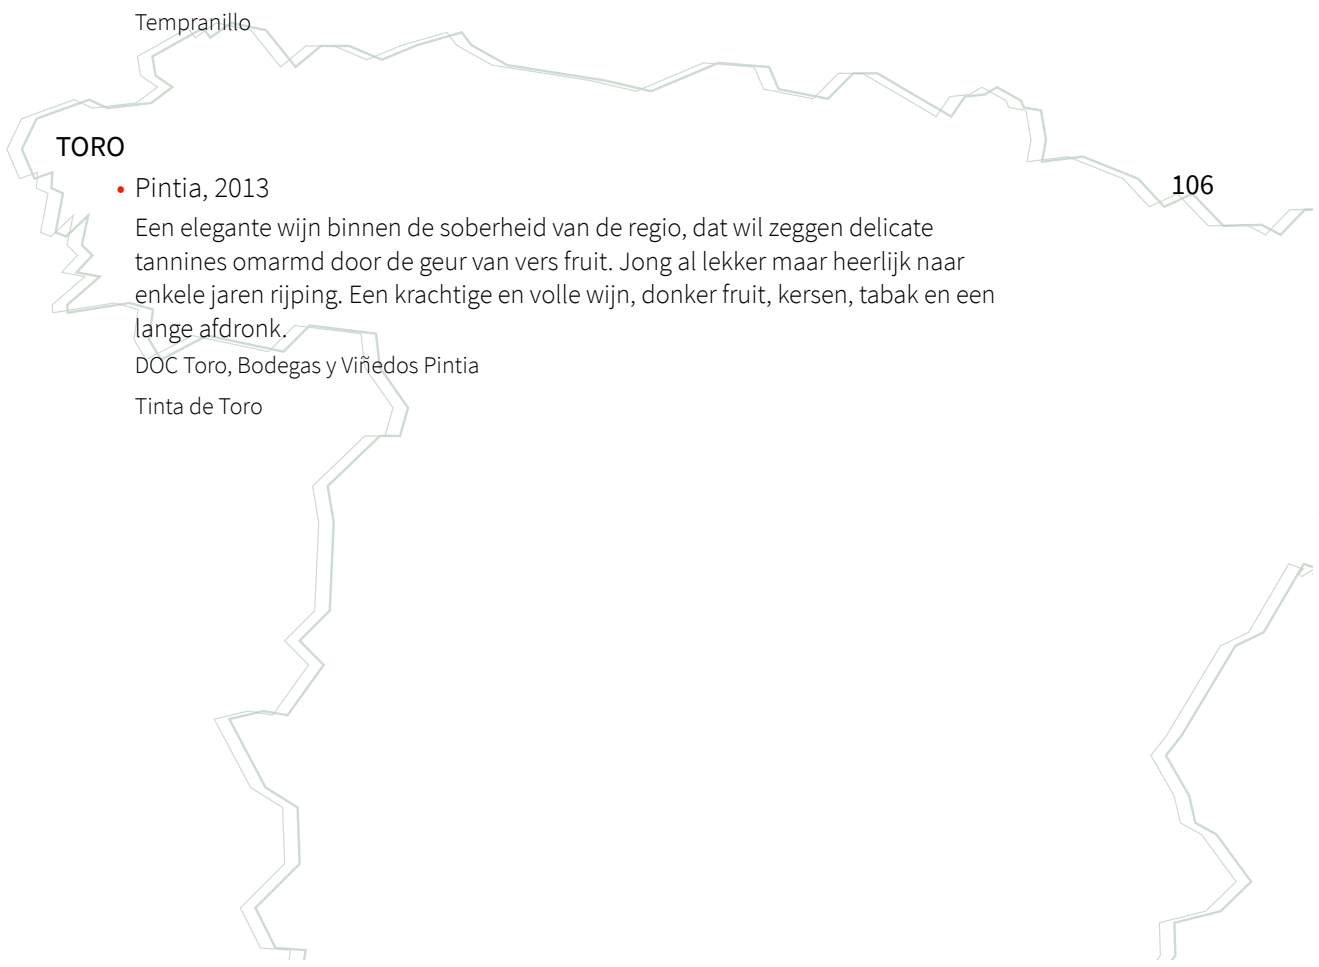 Tempranillo
TORO
• Pintia, 2013 106
Een elegante wijn binnen de soberheid van de regio, dat wil zeggen delicate
tannines omarmd door de geur van vers fruit. Jong al lekker maar heerlijk naar
enkele jaren rijping. Een krachtige en volle wijn, donker fruit, kersen, tabak en een
lange afdronk.
DOC Toro, Bodegas y Viñedos Pintia
Tinta de Toro